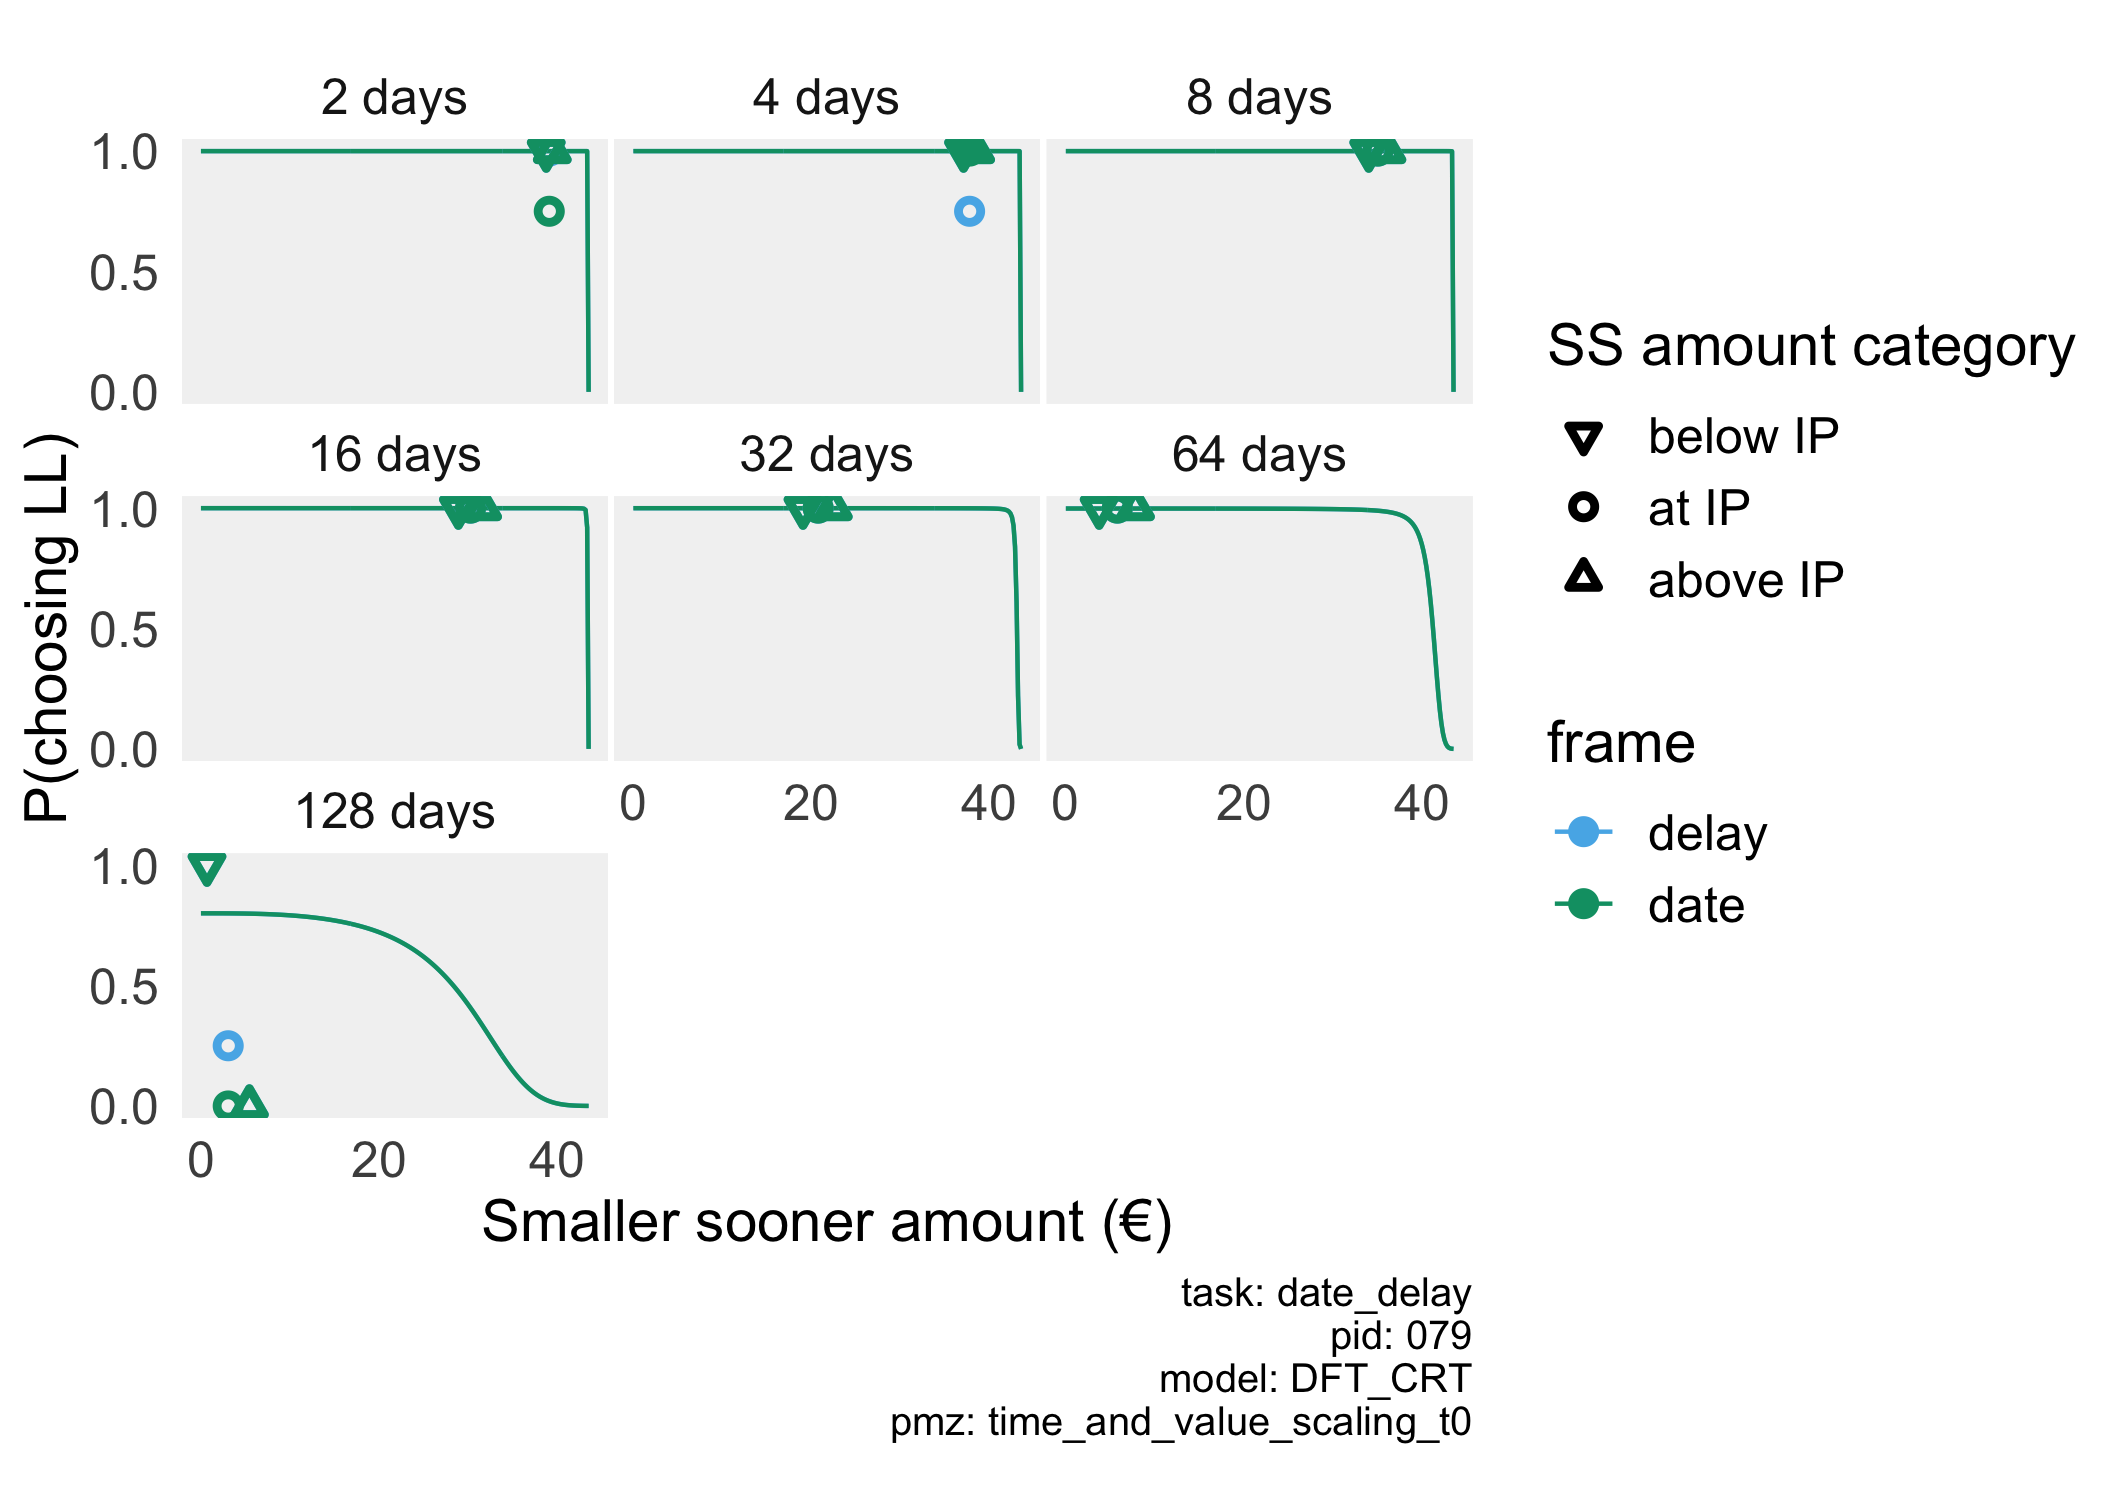 2 days
4 days
8 days
1.0
0.5
0.0
16 days
32 days
64 days
1.0
0.5
0.0
0 20 40
0 20 40
128 days
1.0
0.5
0.0
0 20 40
P(choosing LL)
Smaller sooner amount (€)
SS amount category
below IP
at IP
above IP
frame
delay
date
task: date_delay
pid: 079
model: DFT_CRT
pmz: time_and_value_scaling_t0